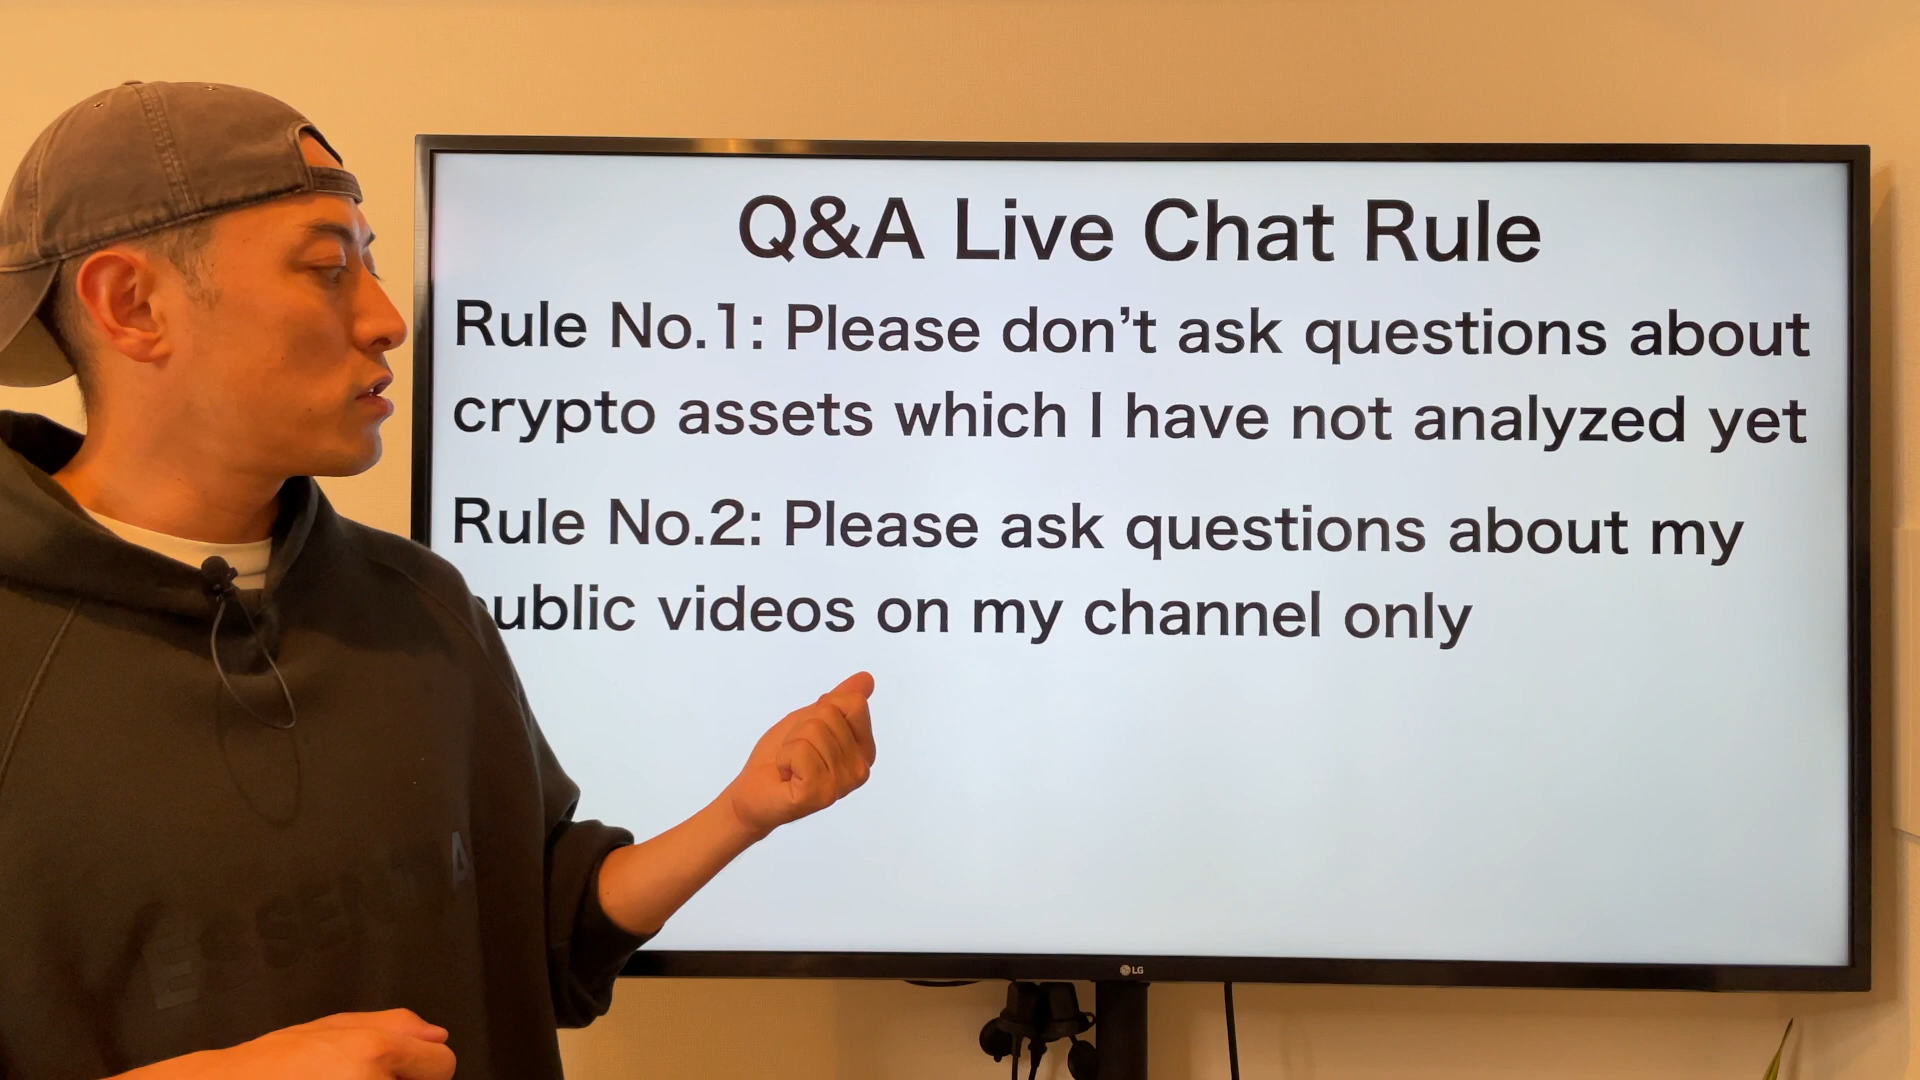 Q&A Live Chat Rule
Rule No.1: Please don’t ask questions about
crypto assets which I have not analyzed yet
Rule No.2: Please ask questions about my
public videos on my channel only
LG